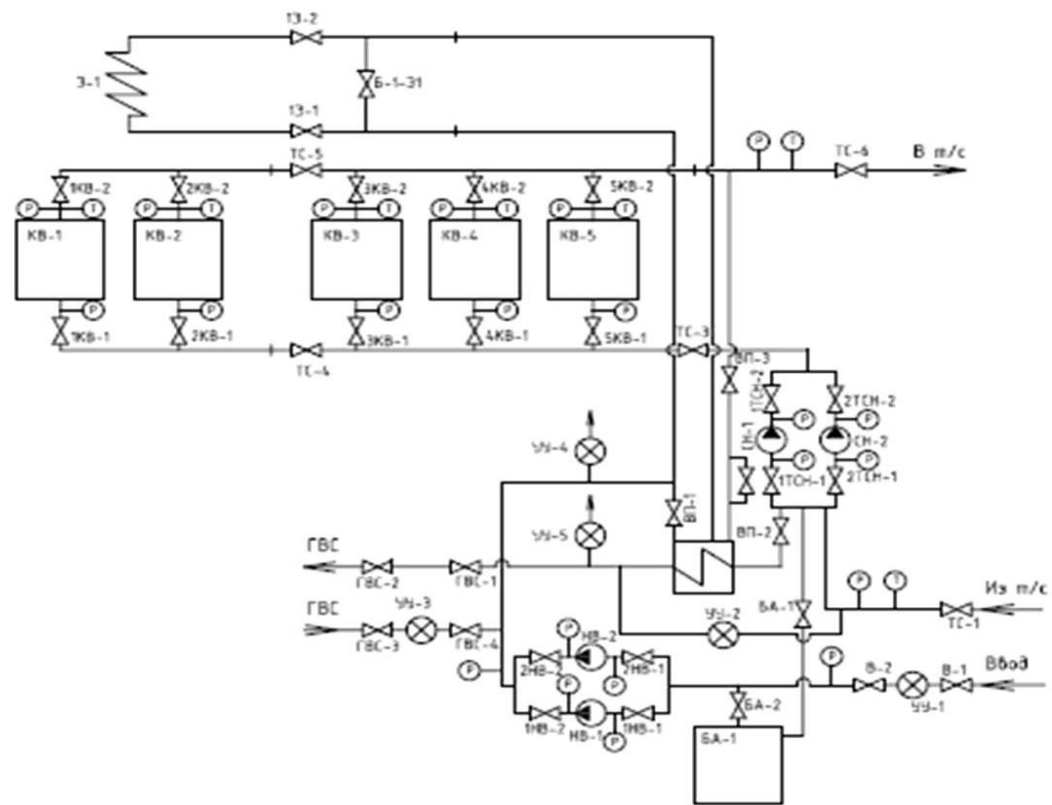 1З-2
З-1
Б-1-З1
1З-1
ТС-5
P
T
ТС-6
В т/с
1КВ-2
2КВ-2
3КВ-2
4КВ-2
5КВ-2
P
T
P
T
P
T
P
T
P
T
КВ-1
КВ-2
КВ-3
КВ-4
КВ-5
P
P
P
P
P
1КВ-1
2КВ-1
3КВ-1
4КВ-1
5КВ-1
ТС-4
ТС-3
ВП-3
1ТСН-2
2ТСН-2
P
P
СН-1
СН-2
P
P
1ТСН-1
2ТСН-1
УУ-4
ВП-1
УУ-5
ВП-2
ГВС
ГВС-2
ГВС-1
P
T
Из т/с
ТС-1
БА-1
ГВС
УУ-3
УУ-2
ГВС-3
ГВС-4
P
P
НВ-2
P
2НВ-2
2НВ-1
P
P
В-2
В-1
Ввод
УУ-1
БА-2
1НВ-2
НВ-1
1НВ-1
P
БА-1